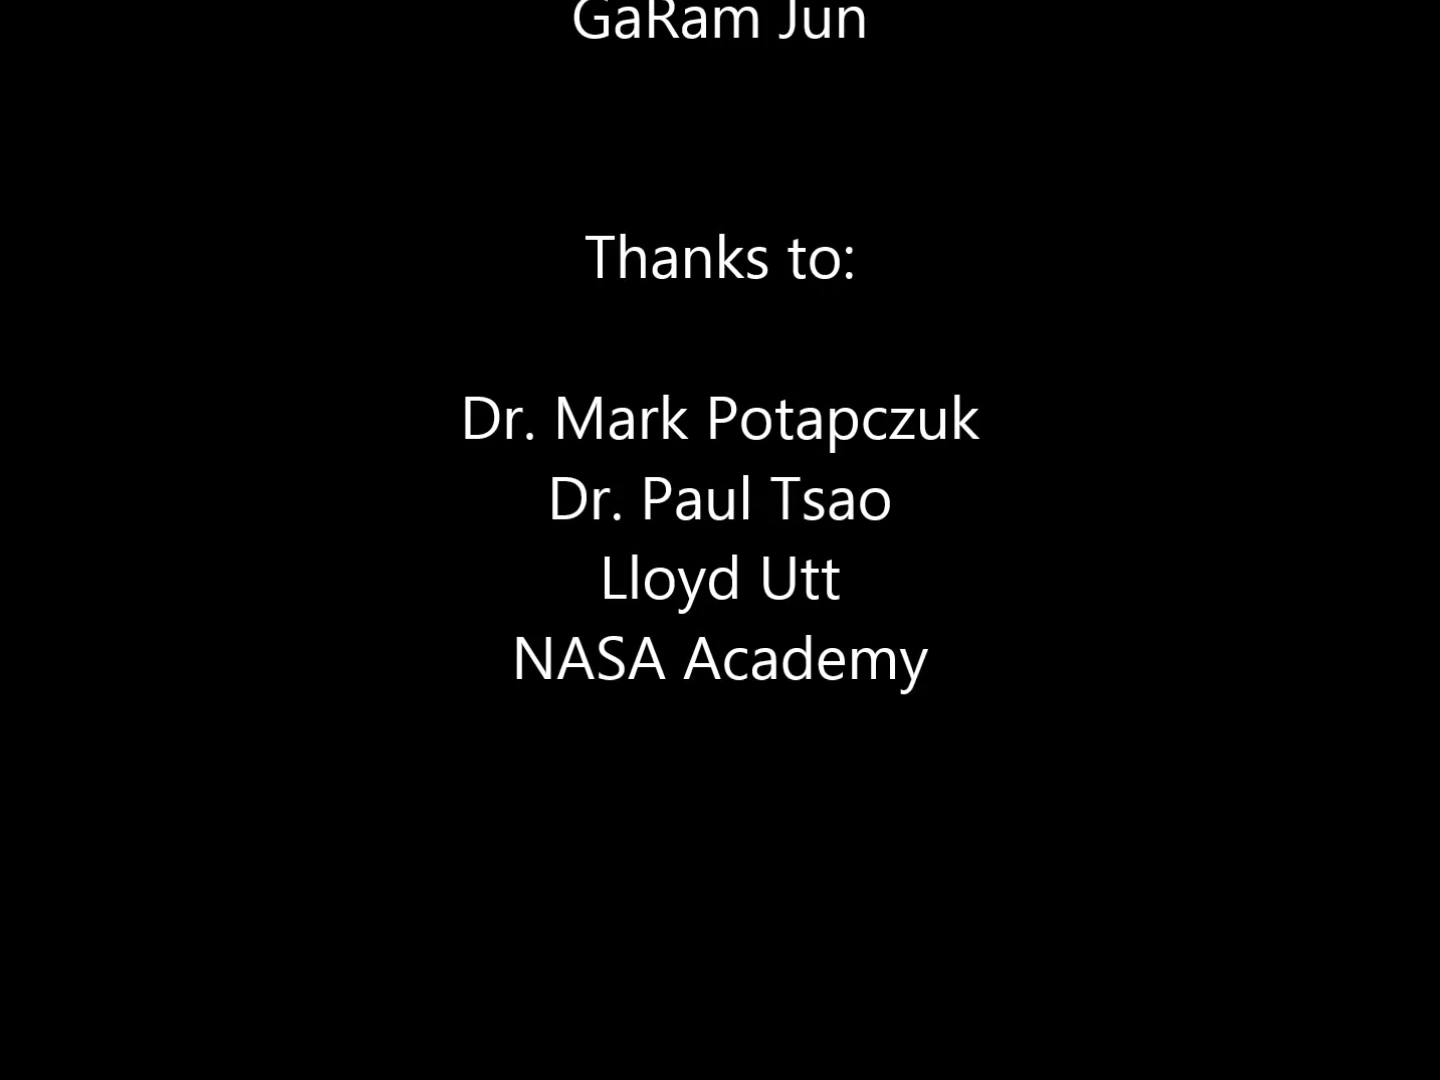 GaRam Jun
Thanks to:
Dr. Mark Potapczuk
Dr. Paul Tsao
Lloyd Utt
NASA Academy